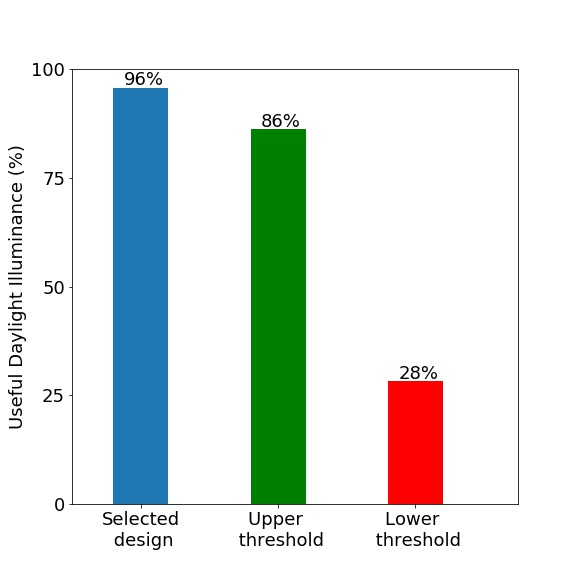 Useful Daylight Illuminance (%)
100
75
50
25
0
96%
86%
28%
Selected
design
Upper
threshold
Lower
threshold